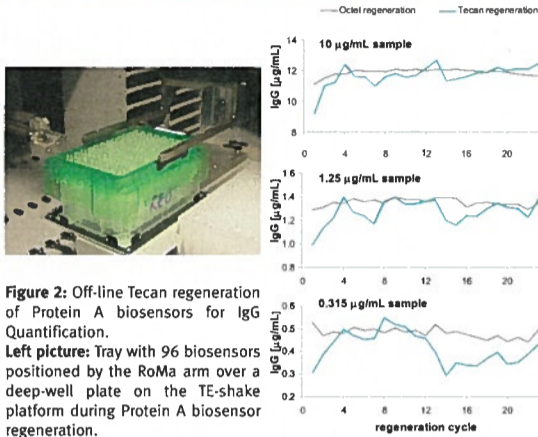 Octet regeneration Tecan regeneration
10 µg/mL sample
IgG [µg/mL]
14
12
10
8
0 4 8 12 16 20
1.25 µg/mL sample
IgG [µg/mL]
1.6
1.4
1.2
1.0
0.8
0 4 8 12 16 20
0.315 µg/mL sample
IgG [µg/mL]
0.6
0.5
0.4
0.3
0.2
0 4 8 12 16 20
regeneration cycle
Figure 2: Off-line Tecan regeneration
of Protein A biosensors for IgG
Quantification.
Left picture: Tray with 96 biosensors
positioned by the RoMa arm over a
deep-well plate on the TE-shake
platform during Protein A biosensor
regeneration.